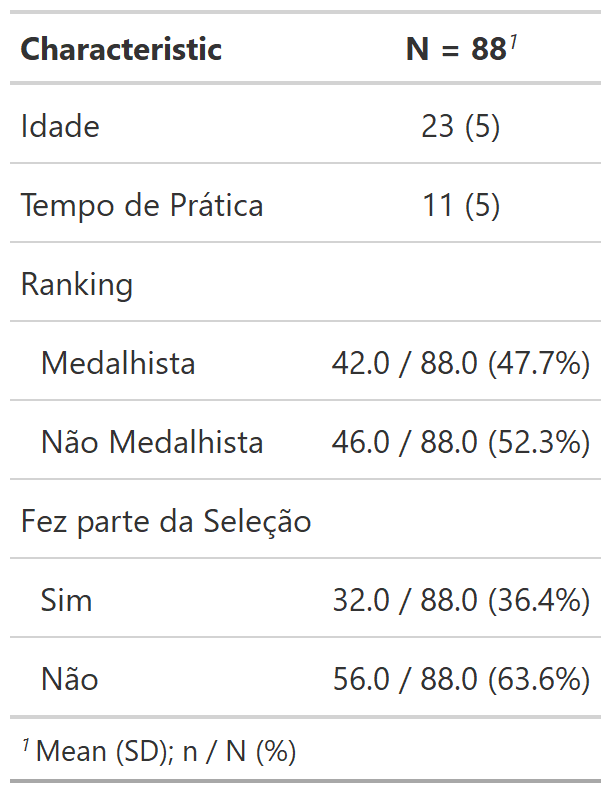 Characteristic N = 88¹
Idade 23 (5)
Tempo de Prática 11 (5)
Ranking
Medalhista 42.0 / 88.0 (47.7%)
Não Medalhista 46.0 / 88.0 (52.3%)
Fez parte da Seleção
Sim 32.0 / 88.0 (36.4%)
Não 56.0 / 88.0 (63.6%)
¹ Mean (SD); n / N (%)